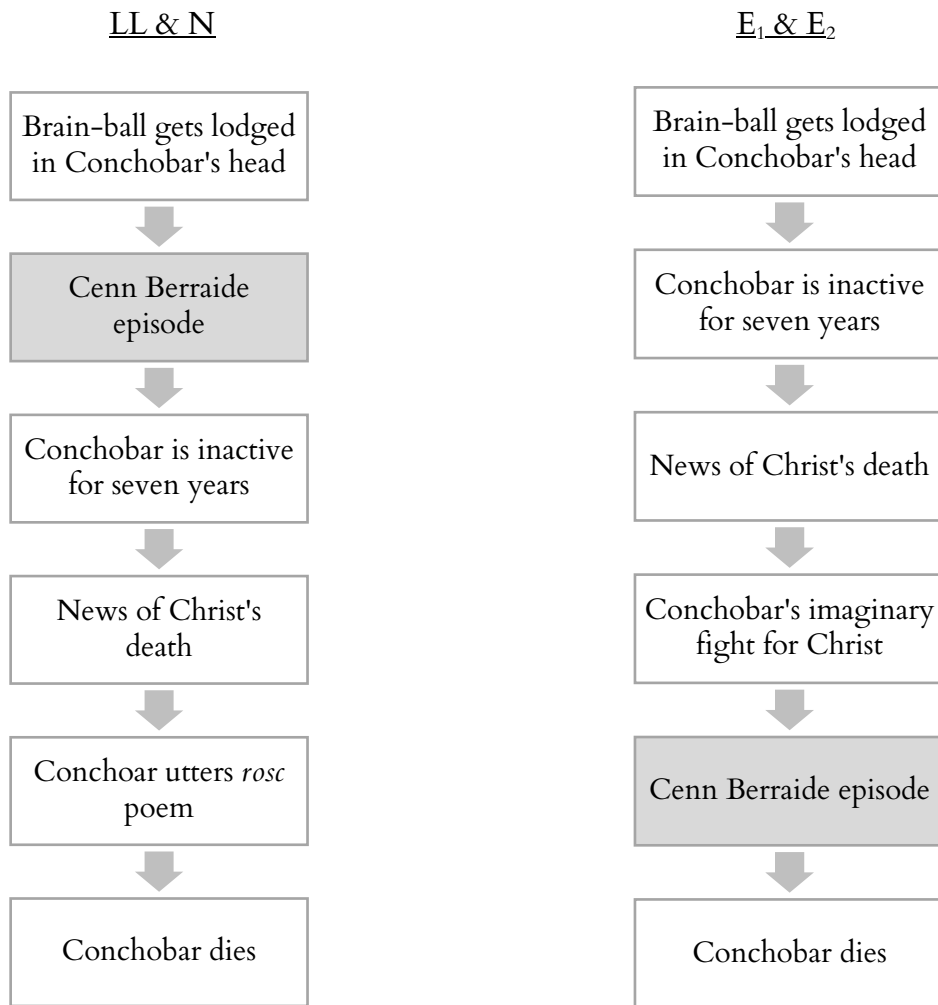 LL & N
Brain-ball gets lodged
in Conchobar's head
Cenn Berraide
episode
Conchobar is inactive
for seven years
News of Christ's
death
Conchoar utters rosc
poem
Conchobar dies
E₁ & E₂
Brain-ball gets lodged
in Conchobar's head
Conchobar is inactive
for seven years
News of Christ's death
Conchobar's imaginary
fight for Christ
Cenn Berraide episode
Conchobar dies